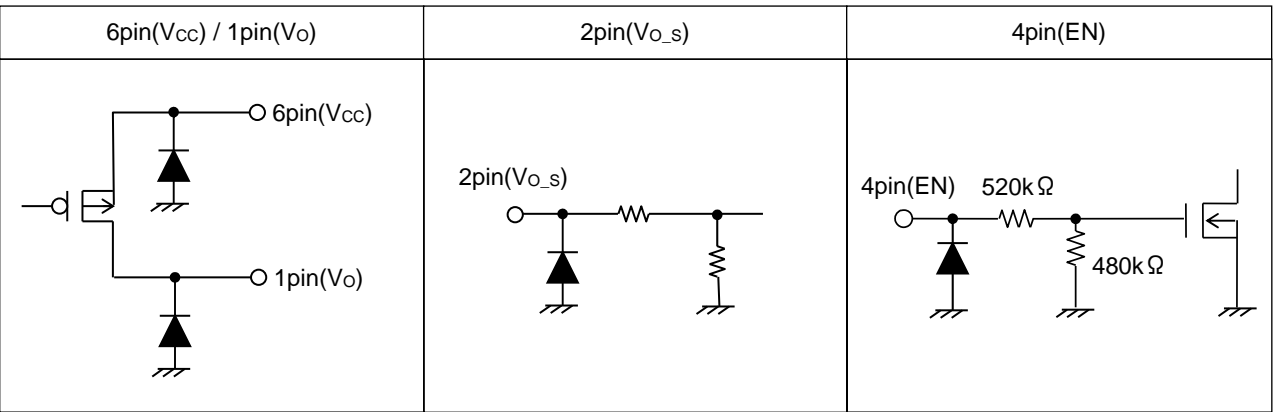 6pin(Vcc) / 1pin(Vo)
2pin(Vo_s)
4pin(EN)
6pin(Vcc)
1pin(Vo)
2pin(Vo_s)
4pin(EN)
520kΩ
480kΩ